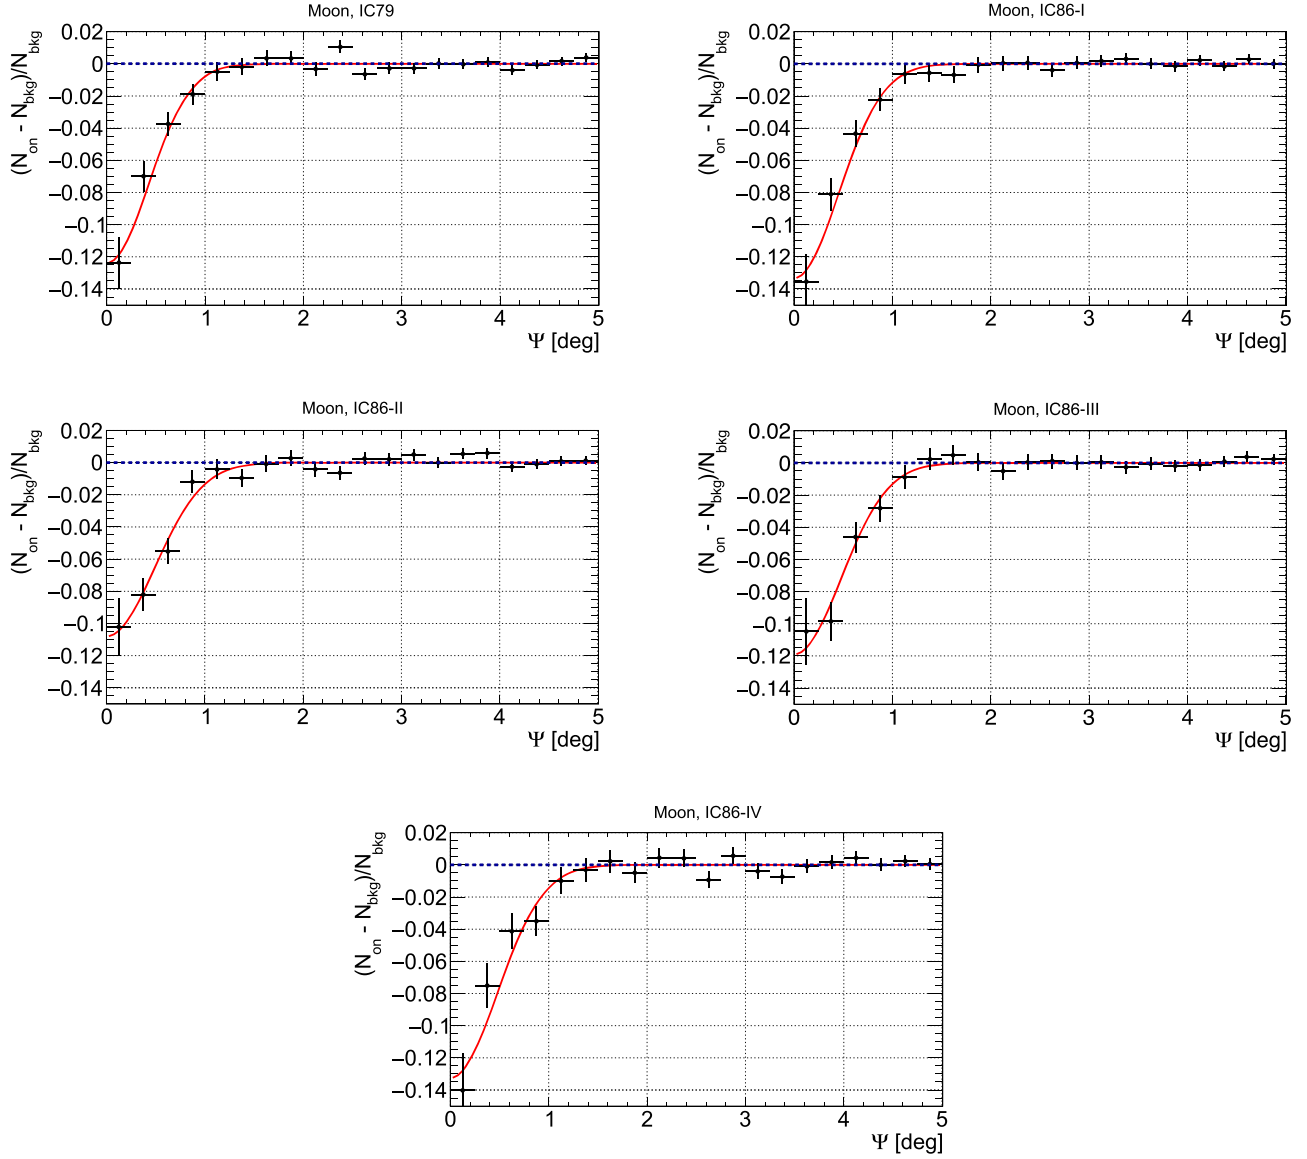 Moon, IC79
(N_on - N_bkg)/N_bkg
0.02
0
−0.02
−0.04
−0.06
−0.08
−0.1
−0.12
−0.14
0 1 2 3 4 5
Ψ [deg]
Moon, IC86-I
(N_on - N_bkg)/N_bkg
0.02
0
−0.02
−0.04
−0.06
−0.08
−0.1
−0.12
−0.14
0 1 2 3 4 5
Ψ [deg]
Moon, IC86-II
(N_on - N_bkg)/N_bkg
0.02
0
−0.02
−0.04
−0.06
−0.08
−0.1
−0.12
−0.14
0 1 2 3 4 5
Ψ [deg]
Moon, IC86-III
(N_on - N_bkg)/N_bkg
0.02
0
−0.02
−0.04
−0.06
−0.08
−0.1
−0.12
−0.14
0 1 2 3 4 5
Ψ [deg]
Moon, IC86-IV
(N_on - N_bkg)/N_bkg
0.02
0
−0.02
−0.04
−0.06
−0.08
−0.1
−0.12
−0.14
0 1 2 3 4 5
Ψ [deg]